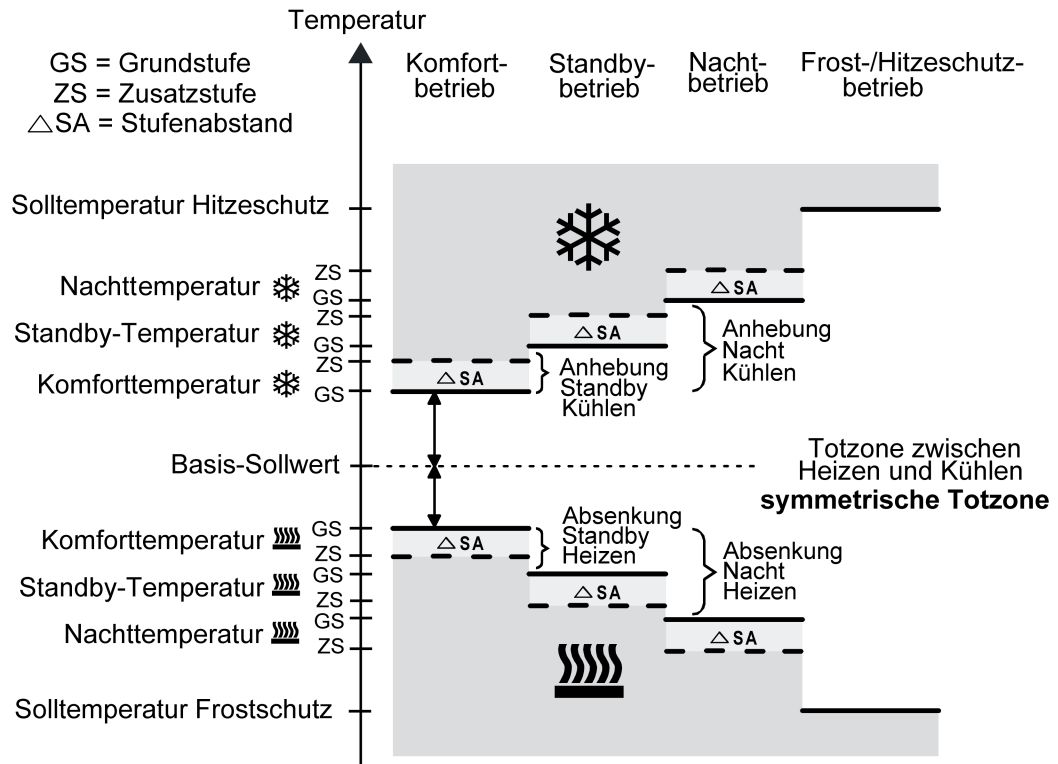 Temperatur
GS = Grundstufe
ZS = Zusatzstufe
△SA = Stufenabstand
Komfort-
betrieb
Standby-
betrieb
Nacht-
betrieb
Frost-/Hitzeschutz-
betrieb
Solltemperatur Hitzeschutz
Nachttemperatur
ZS
GS
△SA
Standby-Temperatur
ZS
GS
△SA
Komforttemperatur
ZS
GS
△SA
Anhebung
Standby
Kühlen
Anhebung
Nacht
Kühlen
Basis-Sollwert
Totzone zwischen
Heizen und Kühlen
symmetrische Totzone
Komforttemperatur
GS
ZS
△SA
Absenkung
Standby
Heizen
Absenkung
Nacht
Heizen
Standby-Temperatur
GS
ZS
△SA
Nachttemperatur
GS
ZS
△SA
Solltemperatur Frostschutz